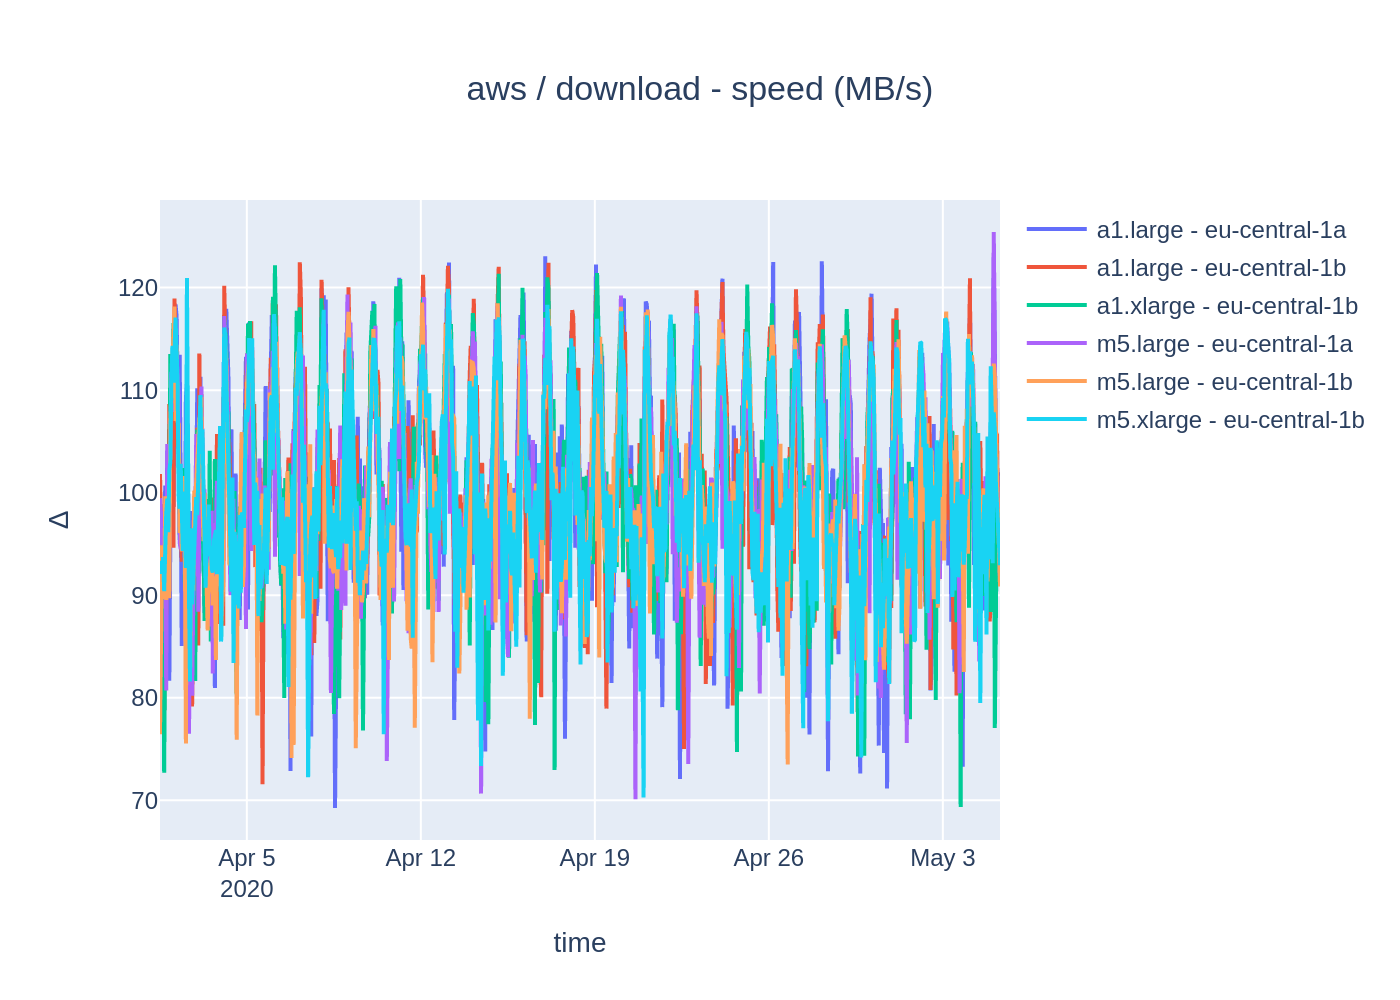 aws / download - speed (MB/s)
a1.large - eu-central-1a
a1.large - eu-central-1b
a1.xlarge - eu-central-1b
m5.large - eu-central-1a
m5.large - eu-central-1b
m5.xlarge - eu-central-1b
120
110
100
90
80
70
Δ
Apr 5
2020
Apr 12
Apr 19
Apr 26
May 3
time